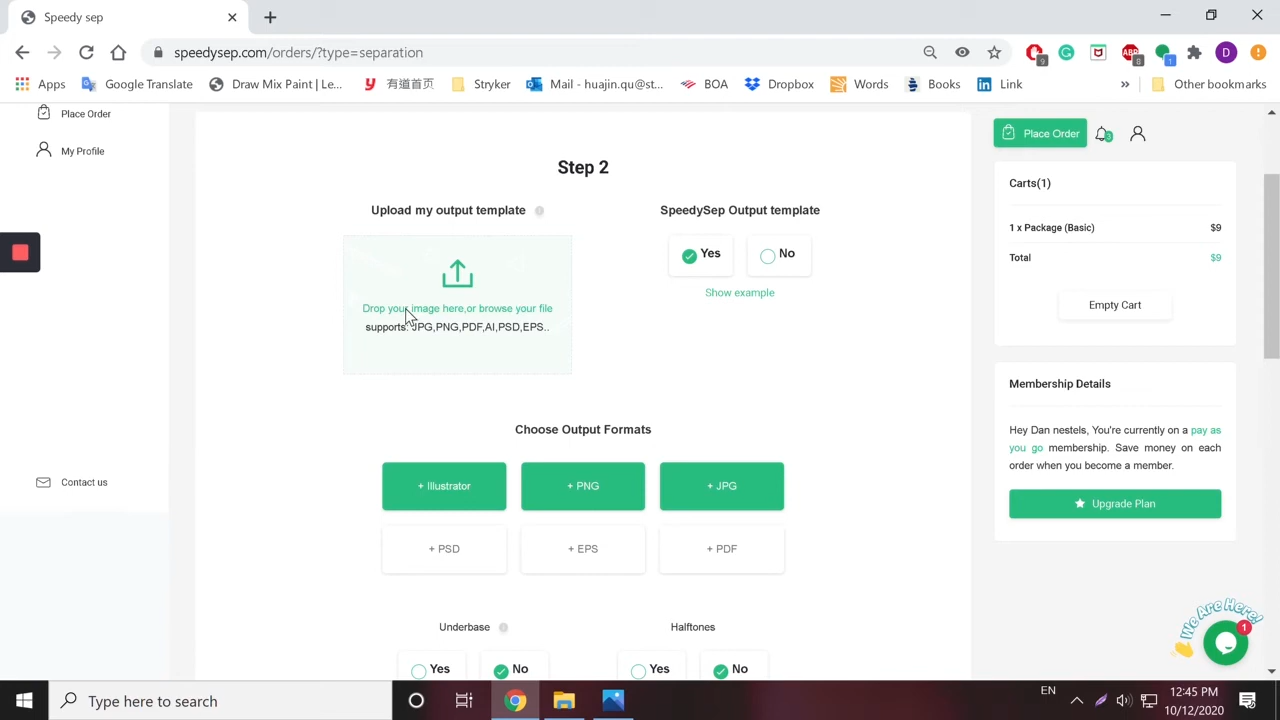 Speedy sep
speedysep.com/orders/?type=separation
9
8
1
D
Apps
Google Translate
Draw Mix Paint | Le...
有道首页
Stryker
Mail - huajin.qu@st...
BOA
Dropbox
Words
Books
Link
»
Other bookmarks
Place Order
My Profile
Contact us
Step 2
Upload my output template
Drop your image here,or browse your file
supports: JPG,PNG,PDF,AI,PSD,EPS..
SpeedySep Output template
Yes
No
Show example
Choose Output Formats
+ Illustrator
+ PNG
+ JPG
+ PSD
+ EPS
+ PDF
Underbase
Yes
No
Halftones
Yes
No
Place Order
3
Carts(1)
1 x Package (Basic)
$9
Total
$9
Empty Cart
Membership Details
Hey Dan nestels, You're currently on a pay as
you go membership. Save money on each
order when you become a member.
Upgrade Plan
We Are Here!
1
Type here to search
EN
12:45 PM
10/12/2020